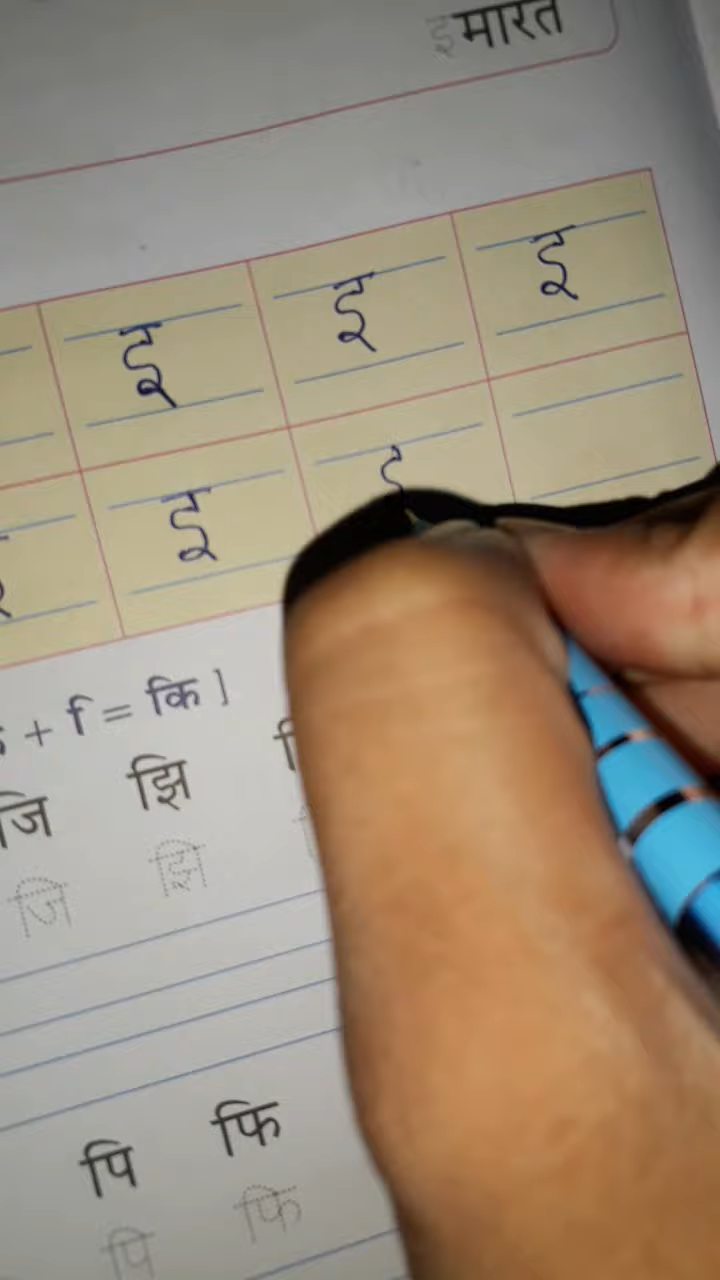 इमारत
इ इ इ
इ
+ ि = कि ]
जि झि
जि झि
पि फि
पि फि